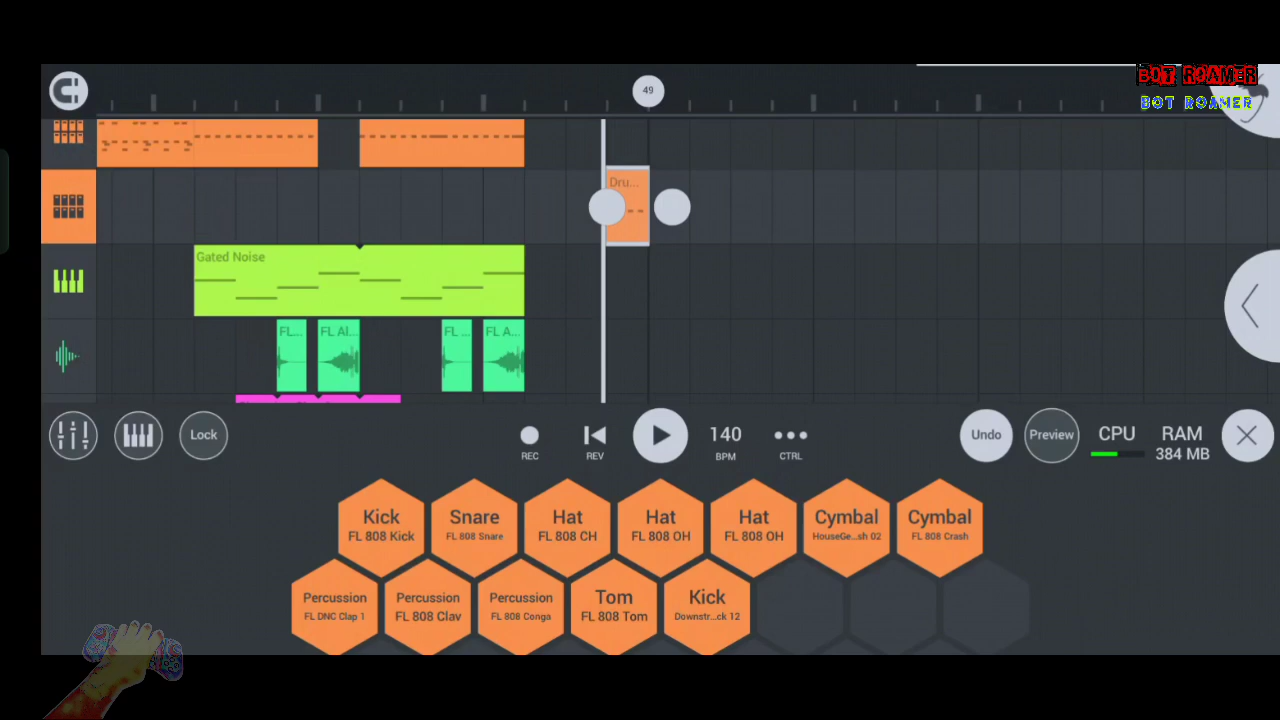 BOT ROAMER
BOT ROAMER
49
Dru...
Gated Noise
FL...
FL Al...
FL ...
FL A...
Lock
REC
REV
140
BPM
CTRL
Undo
Preview
CPU
RAM
384 MB
Kick
FL 808 Kick
Snare
FL 808 Snare
Hat
FL 808 CH
Hat
FL 808 OH
Hat
FL 808 OH
Cymbal
HouseGe...sh 02
Cymbal
FL 808 Crash
Percussion
FL DNC Clap 1
Percussion
FL 808 Clav
Percussion
FL 808 Conga
Tom
FL 808 Tom
Kick
Downstr...ck 12